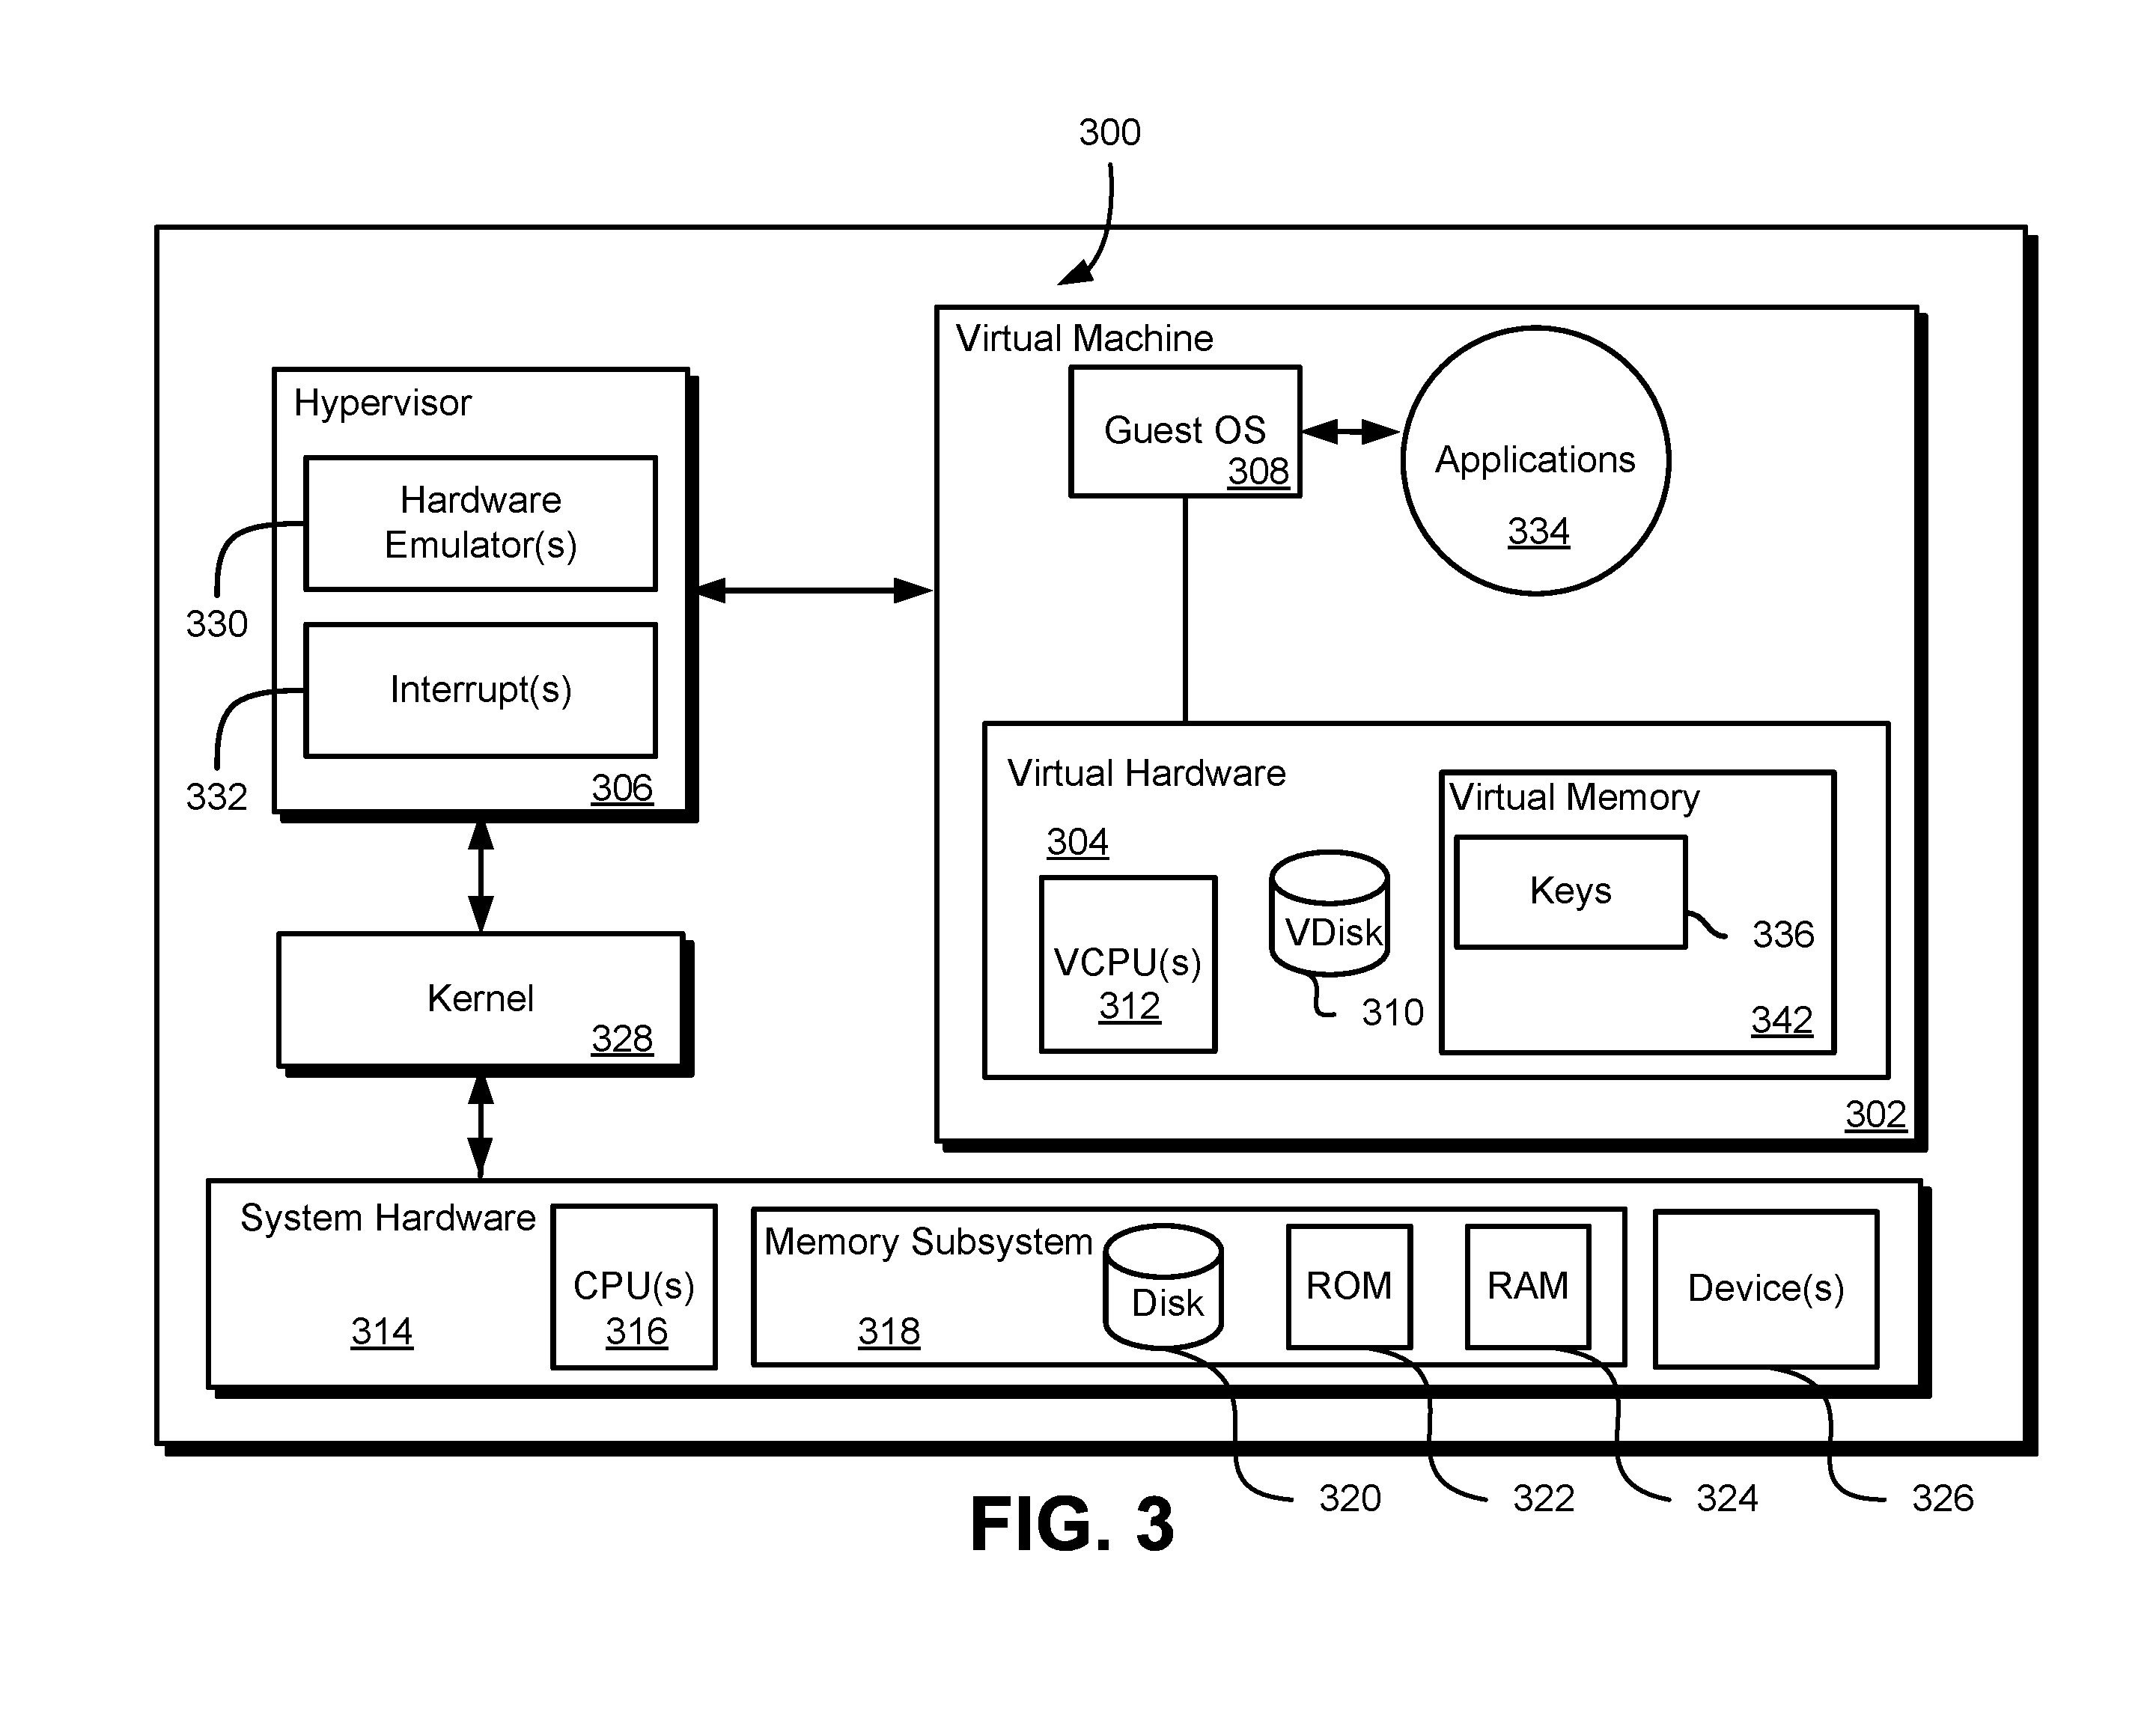 300
Virtual Machine
Guest OS
308
Applications
334
Hypervisor
Hardware
Emulator(s)
330
Interrupt(s)
332
306
Virtual Hardware
304
VCPU(s)
312
VDisk
310
Virtual Memory
Keys
336
342
302
Kernel
328
System Hardware
314
CPU(s)
316
Memory Subsystem
318
Disk
ROM
RAM
Device(s)
320
322
324
326
FIG. 3